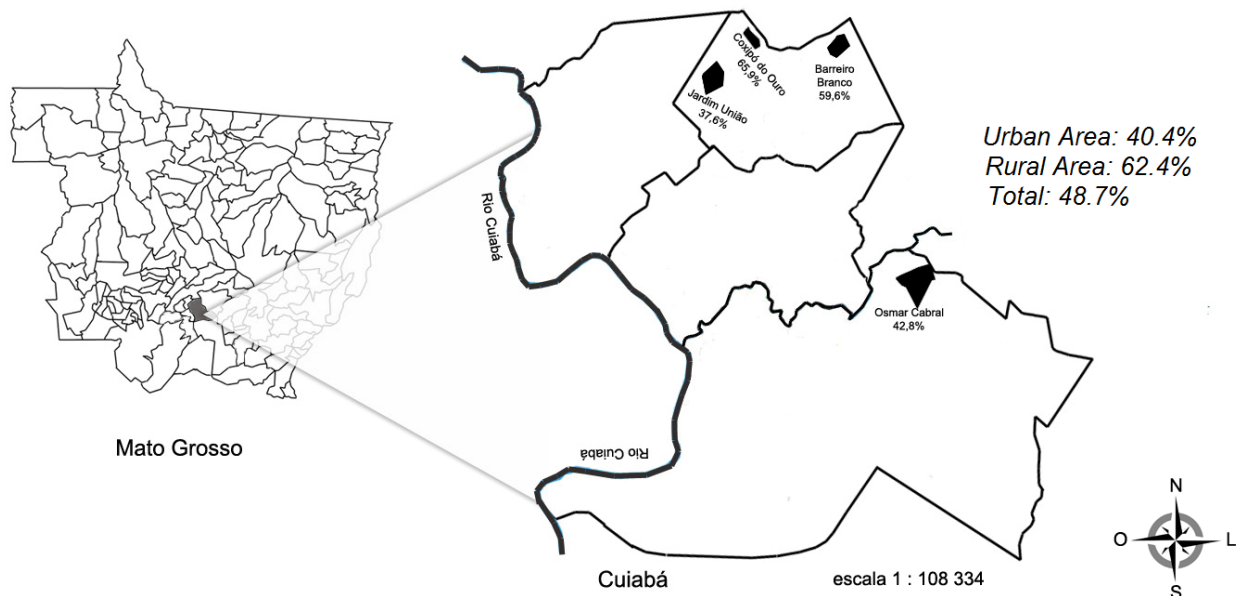 Coxipó do Ouro
65,9%
Barreiro
Branco
59,6%
Jardim União
37,6%
Urban Area: 40.4%
Rural Area: 62.4%
Total: 48.7%
Rio Cuiabá
Osmar Cabral
42,8%
Mato Grosso
Rio Cuiabá
Cuiabá
escala 1 : 108 334
N
O
L
S